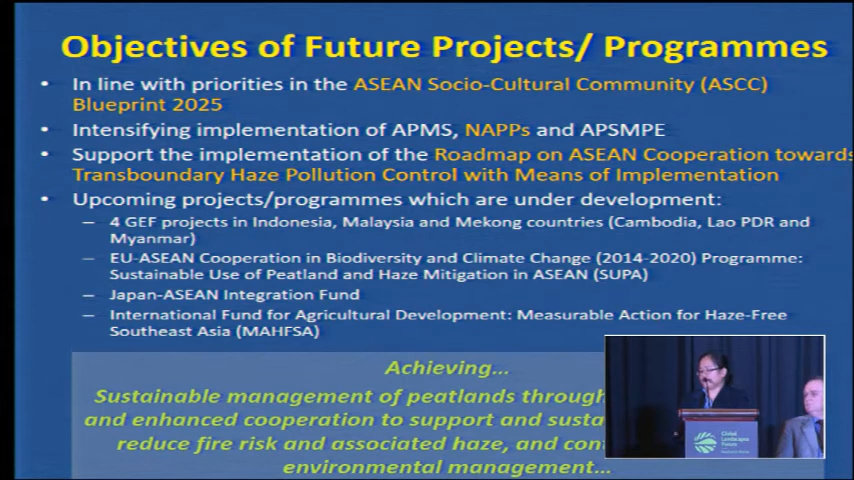 Objectives of Future Projects/ Programmes
• In line with priorities in the ASEAN Socio-Cultural Community (ASCC)
Blueprint 2025
• Intensifying implementation of APMS, NAPPs and APSMPE
• Support the implementation of the Roadmap on ASEAN Cooperation towards
Transboundary Haze Pollution Control with Means of Implementation
• Upcoming projects/programmes which are under development:
– 4 GEF projects in Indonesia, Malaysia and Mekong countries (Cambodia, Lao PDR and
Myanmar)
– EU-ASEAN Cooperation in Biodiversity and Climate Change (2014-2020) Programme:
Sustainable Use of Peatland and Haze Mitigation in ASEAN (SUPA)
– Japan-ASEAN Integration Fund
– International Fund for Agricultural Development: Measurable Action for Haze-Free
Southeast Asia (MAHFSA)
Achieving...
Sustainable management of peatlands through
and enhanced cooperation to support and
reduce fire risk and associated haze, and
environmental management...
Global
Landscapes
Forum